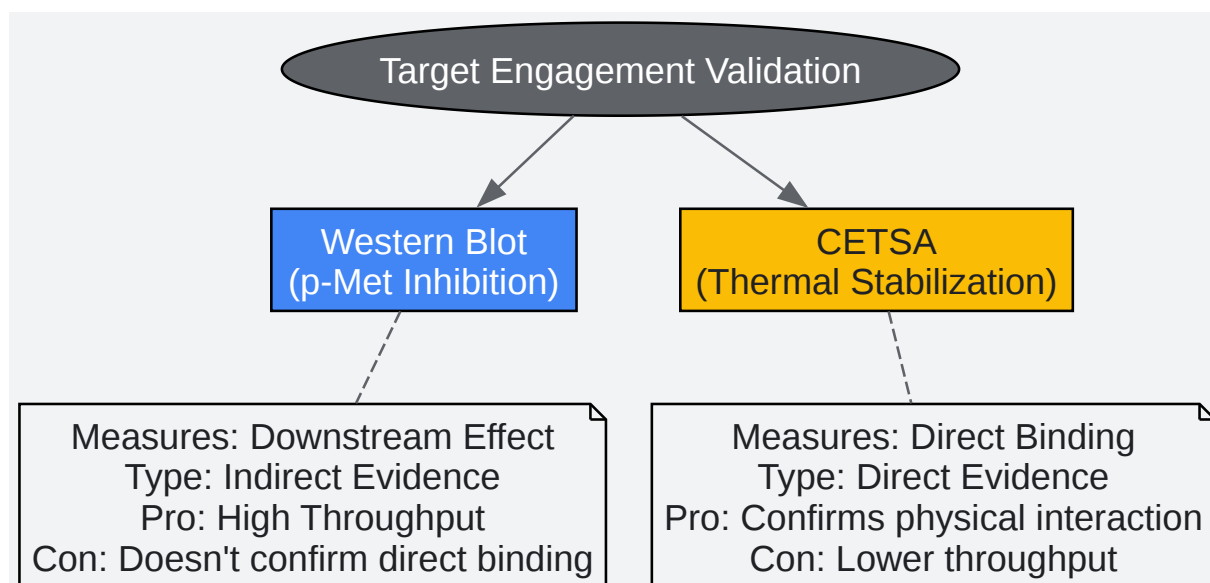 Target Engagement Validation
Western Blot
(p-Met Inhibition)
CETSA
(Thermal Stabilization)
Measures: Downstream Effect
Type: Indirect Evidence
Pro: High Throughput
Con: Doesn't confirm direct binding
Measures: Direct Binding
Type: Direct Evidence
Pro: Confirms physical interaction
Con: Lower throughput